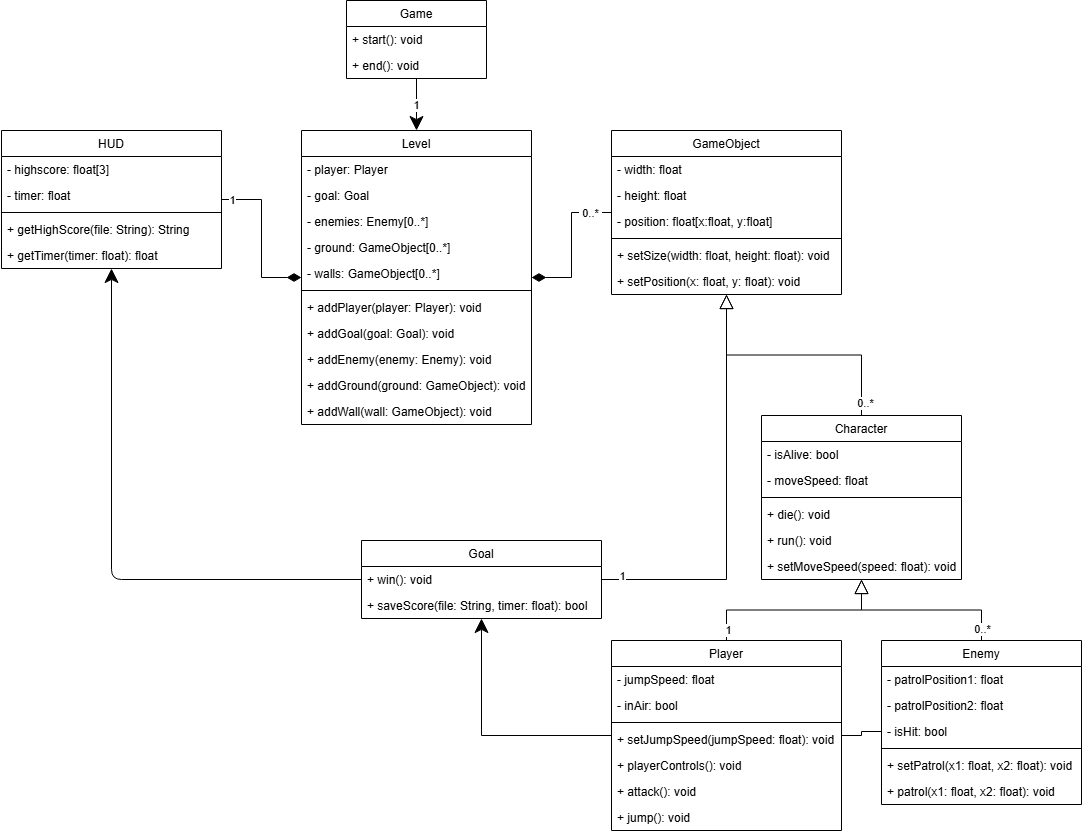 Game
+ start(): void
+ end(): void
1
HUD
- highscore: float[3]
- timer: float
+ getHighScore(file: String): String
+ getTimer(timer: float): float
1
Level
- player: Player
- goal: Goal
- enemies: Enemy[0..*]
- ground: GameObject[0..*]
- walls: GameObject[0..*]
+ addPlayer(player: Player): void
+ addGoal(goal: Goal): void
+ addEnemy(enemy: Enemy): void
+ addGround(ground: GameObject): void
+ addWall(wall: GameObject): void
0..*
GameObject
- width: float
- height: float
- position: float[x:float, y:float]
+ setSize(width: float, height: float): void
+ setPosition(x: float, y: float): void
0..*
Character
- isAlive: bool
- moveSpeed: float
+ die(): void
+ run(): void
+ setMoveSpeed(speed: float): void
Goal
+ win(): void
+ saveScore(file: String, timer: float): bool
1
1
Player
- jumpSpeed: float
- inAir: bool
+ setJumpSpeed(jumpSpeed: float): void
+ playerControls(): void
+ attack(): void
+ jump(): void
0..*
Enemy
- patrolPosition1: float
- patrolPosition2: float
- isHit: bool
+ setPatrol(x1: float, x2: float): void
+ patrol(x1: float, x2: float): void